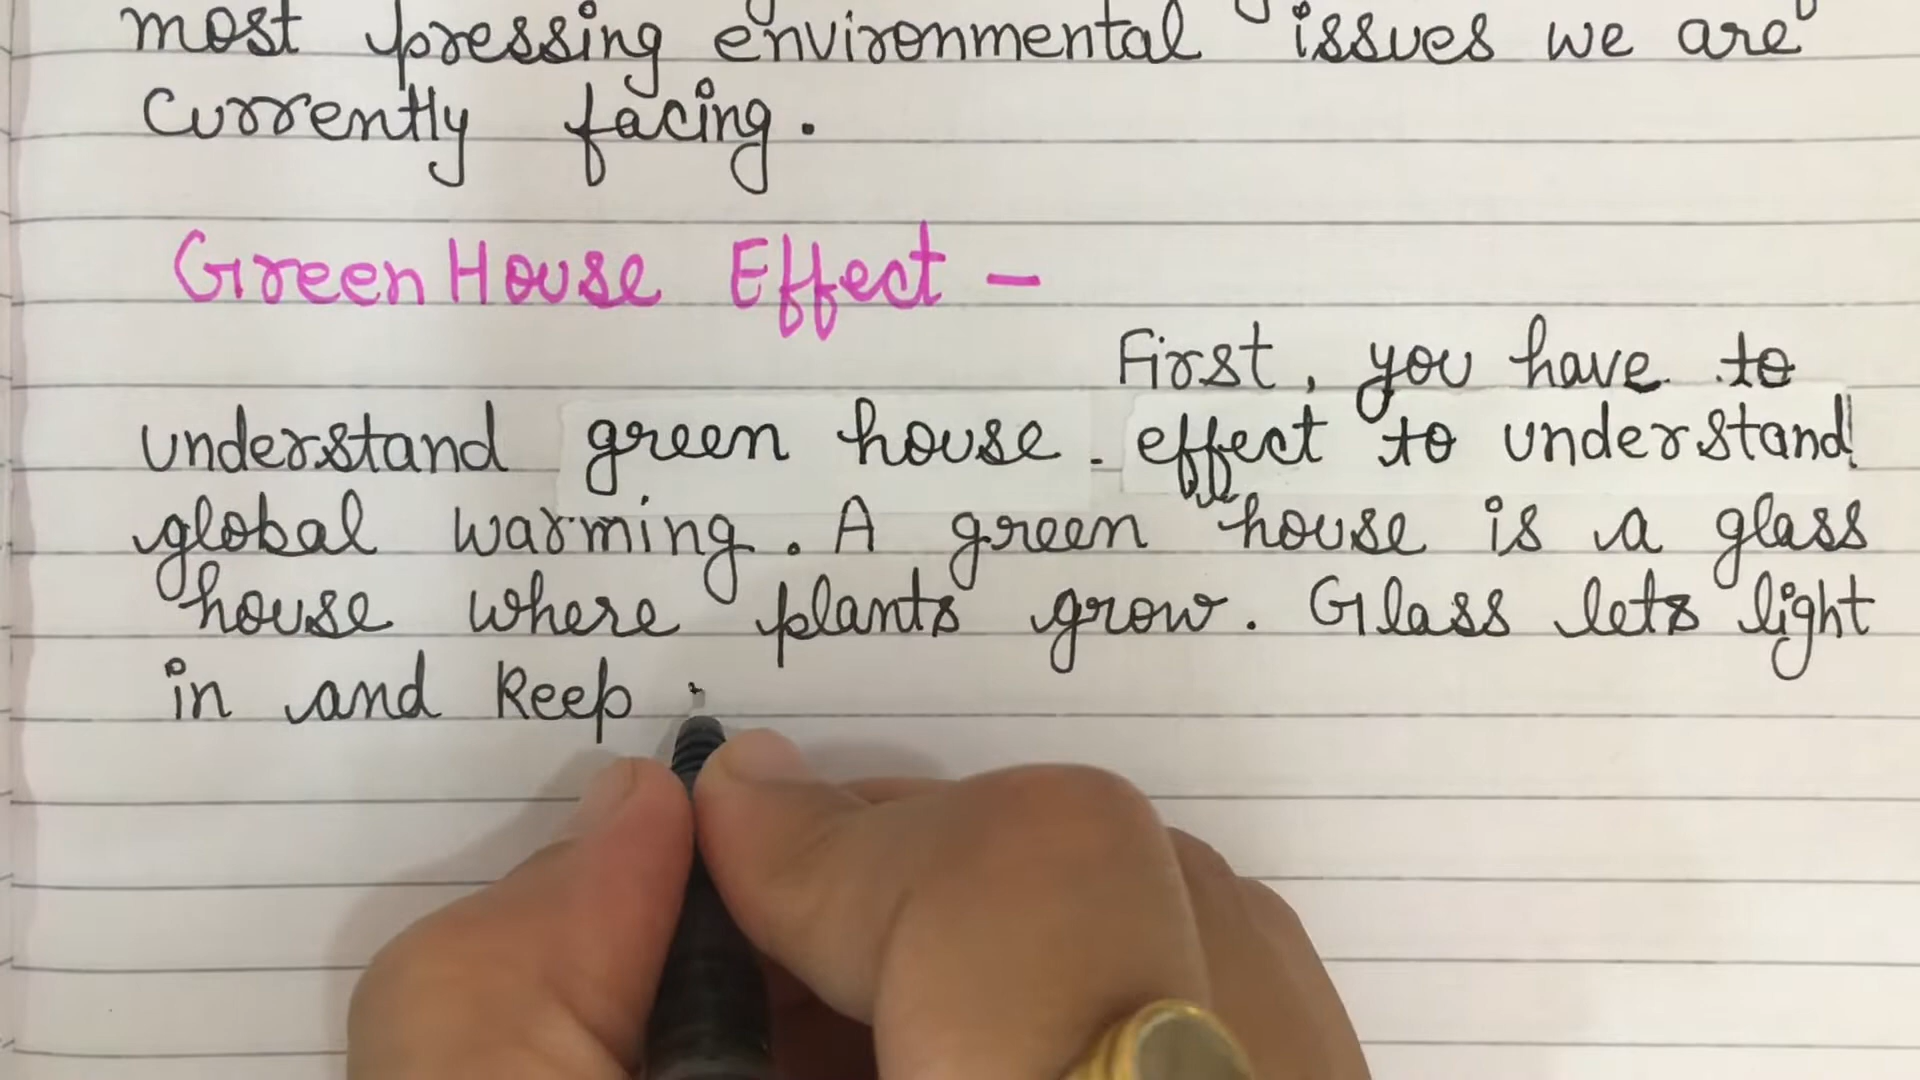 most pressing environmental issues we are
currently facing.
Green House Effect -
First, you have to
understand green house effect to understand
global warming. A green house is a glass
house where plants grow. Glass lets light
in and keep